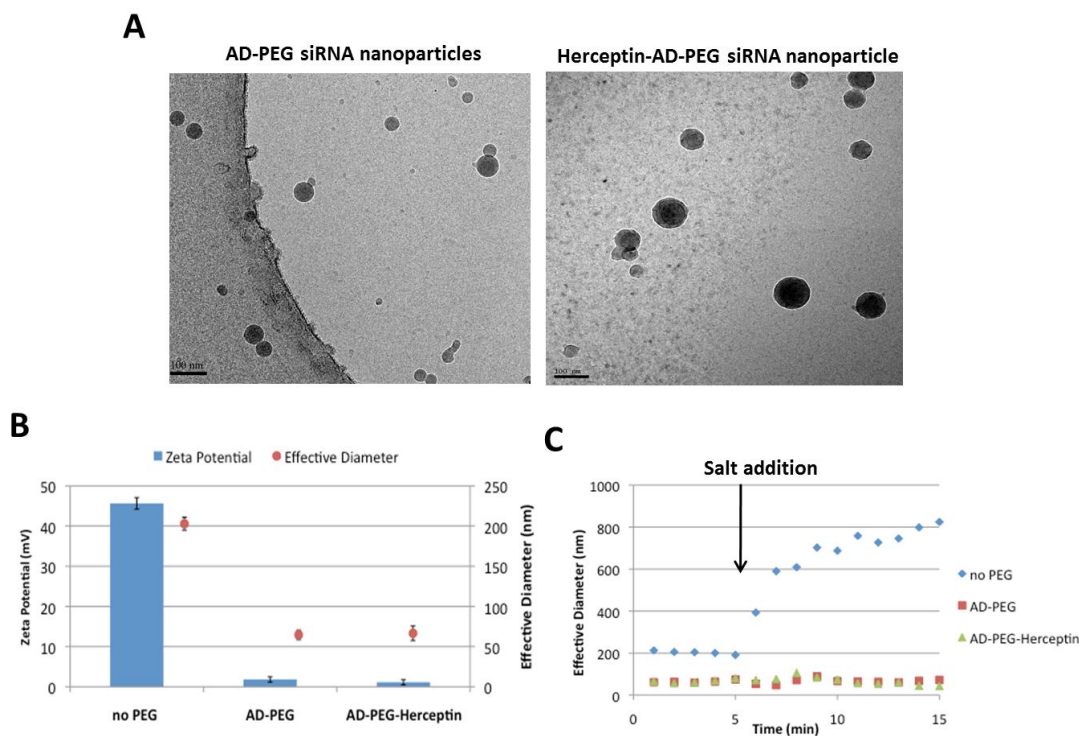 A
AD-PEG siRNA nanoparticles
Herceptin-AD-PEG siRNA nanoparticle
100 nm
100 nm
B
Zeta Potential
Effective Diameter
Zeta Potential (mV)
50
40
30
20
10
0
250
200
150
100
50
0
Effective Diameter (nm)
no PEG
AD-PEG
AD-PEG-Herceptin
C
Salt addition
Effective Diameter (nm)
1000
800
600
400
200
0
0
5
10
15
Time (min)
no PEG
AD-PEG
AD-PEG-Herceptin